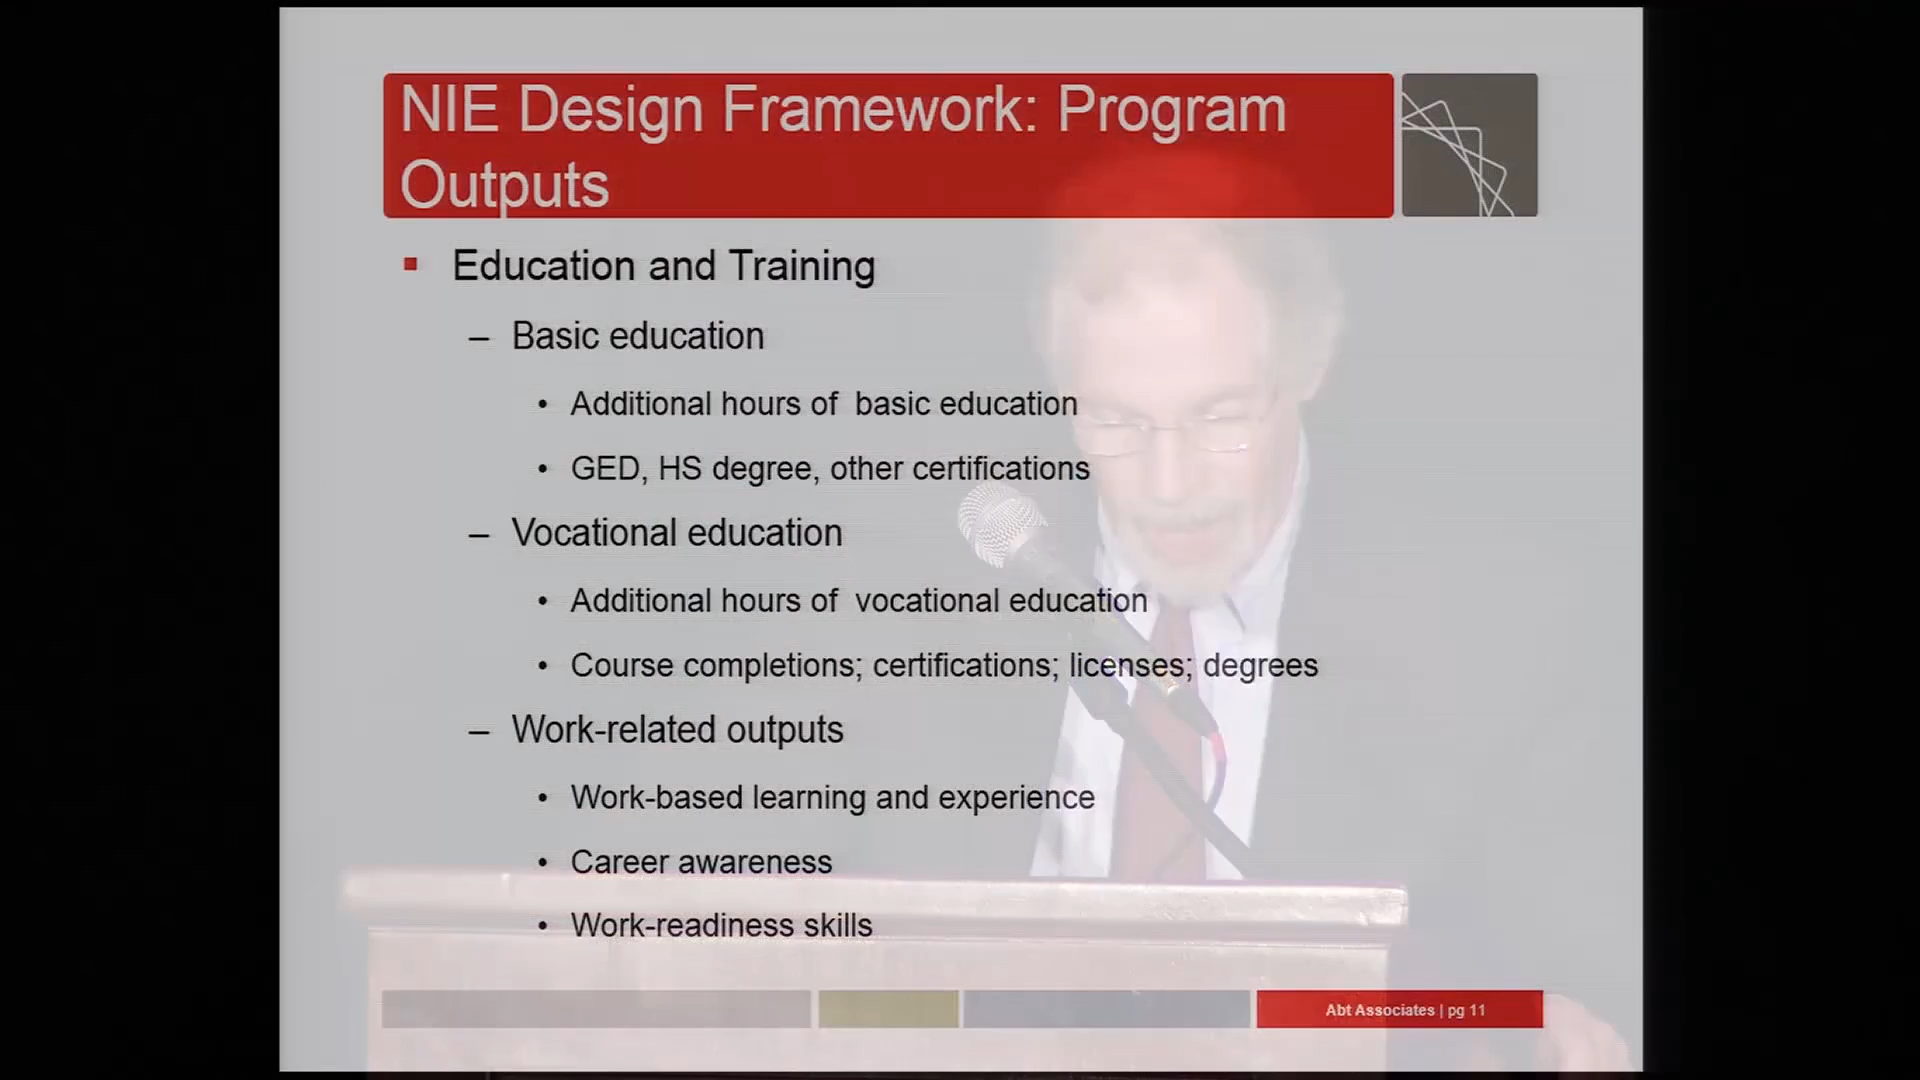 NIE Design Framework: Program
Outputs
▪ Education and Training
– Basic education
• Additional hours of basic education
• GED, HS degree, other certifications
– Vocational education
• Additional hours of vocational education
• Course completions; certifications; licenses; degrees
– Work-related outputs
• Work-based learning and experience
• Career awareness
• Work-readiness skills
Abt Associates | pg 11